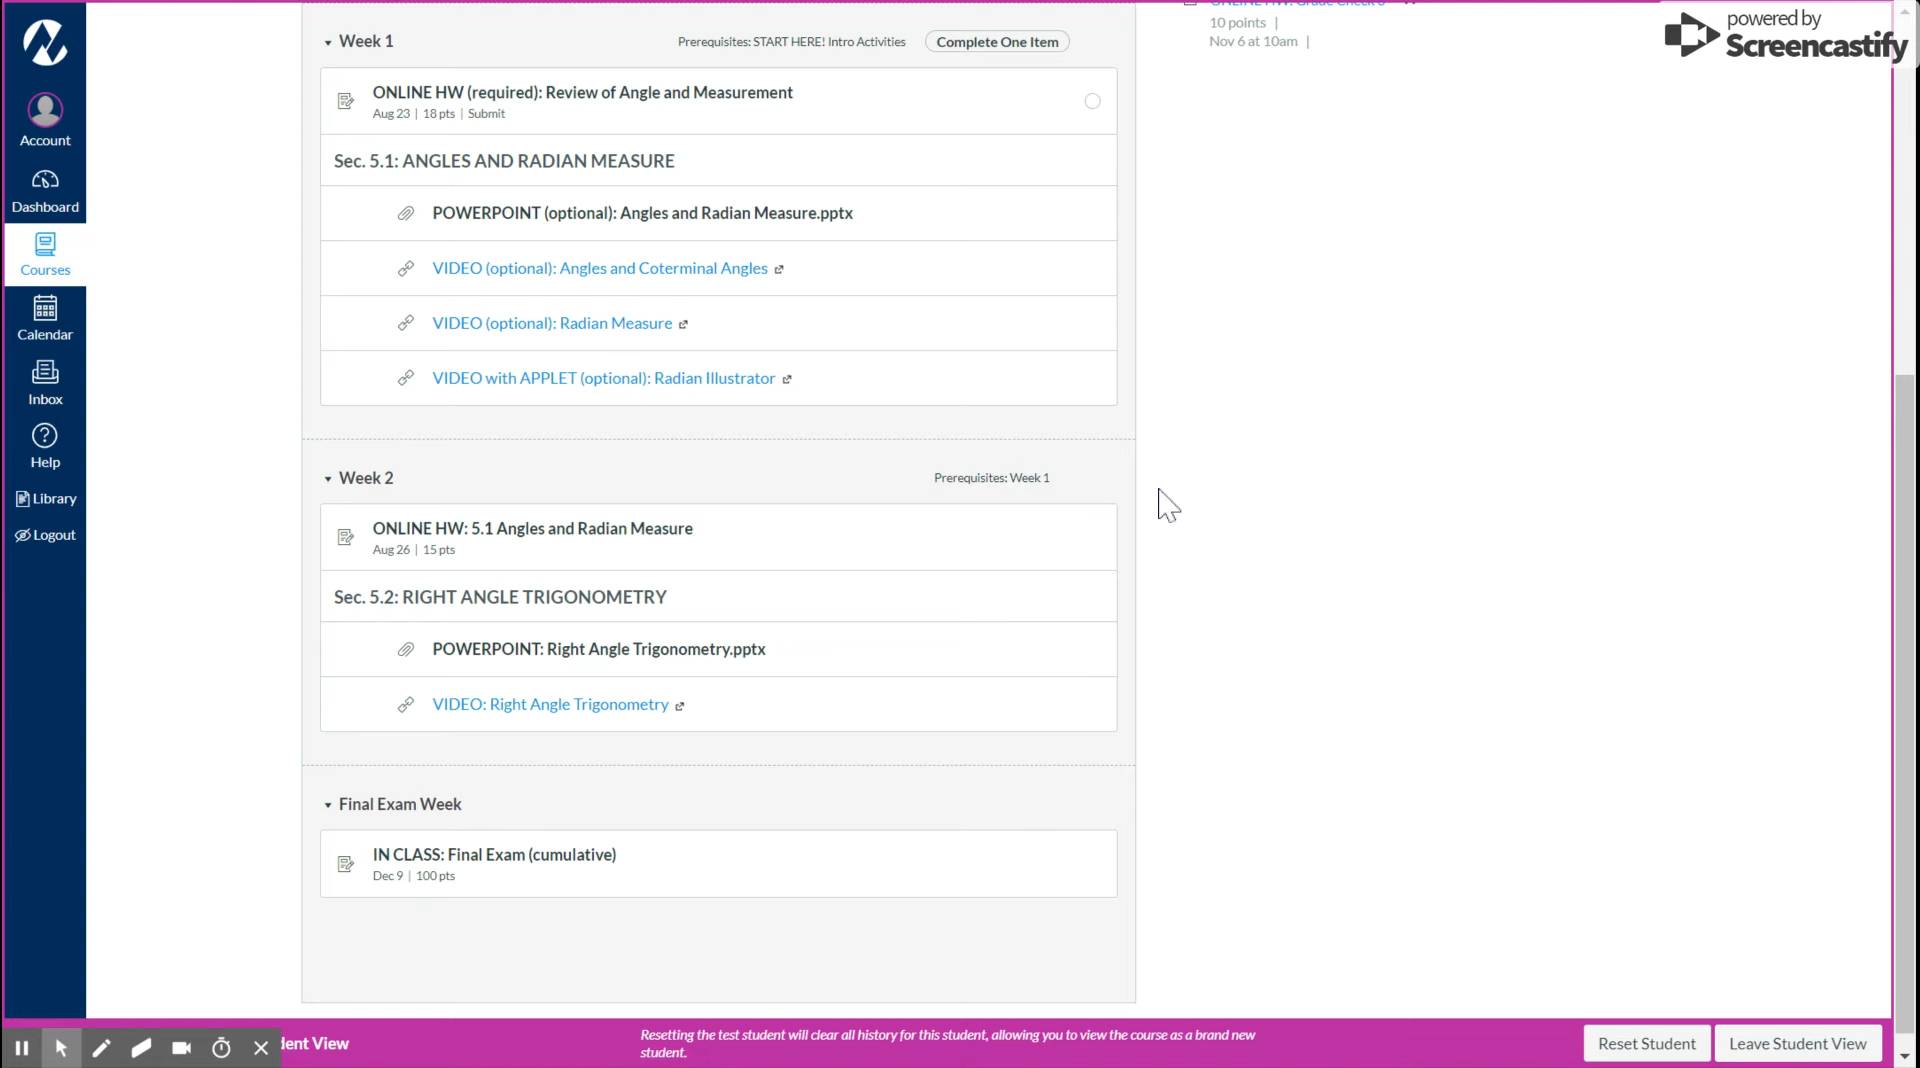 Account
Dashboard
Courses
Calendar
Inbox
Help
Library
Logout
Week 1
Prerequisites: START HERE! Intro Activities
Complete One Item
ONLINE HW (required): Review of Angle and Measurement
Aug 23 | 18 pts | Submit
Sec. 5.1: ANGLES AND RADIAN MEASURE
POWERPOINT (optional): Angles and Radian Measure.pptx
VIDEO (optional): Angles and Coterminal Angles
VIDEO (optional): Radian Measure
VIDEO with APPLET (optional): Radian Illustrator
Week 2
Prerequisites: Week 1
ONLINE HW: 5.1 Angles and Radian Measure
Aug 26 | 15 pts
Sec. 5.2: RIGHT ANGLE TRIGONOMETRY
POWERPOINT: Right Angle Trigonometry.pptx
VIDEO: Right Angle Trigonometry
Final Exam Week
IN CLASS: Final Exam (cumulative)
Dec 9 | 100 pts
10 points |
Nov 6 at 10am |
powered by
Screencastify
dent View
Resetting the test student will clear all history for this student, allowing you to view the course as a brand new
student.
Reset Student
Leave Student View